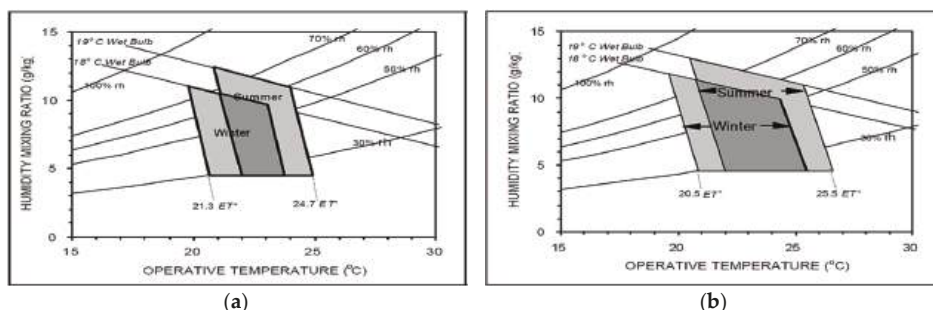 15
10
5
0
HUMIDITY MIXING RATIO (g/kg)
19° C Wet Bulb
18° C Wet Bulb
100% rh
70% rh
60% rh
50% rh
30% rh
Summer
Winter
21.3 ET*
24.7 ET*
15 20 25 30
OPERATIVE TEMPERATURE (°C)
(a)
15
10
5
0
HUMIDITY MIXING RATIO (g/kg)
19° C Wet Bulb
18° C Wet Bulb
100% rh
70% rh
60% rh
50% rh
30% rh
Summer
Winter
20.5 ET*
25.5 ET*
15 20 25 30
OPERATIVE TEMPERATURE (°C)
(b)